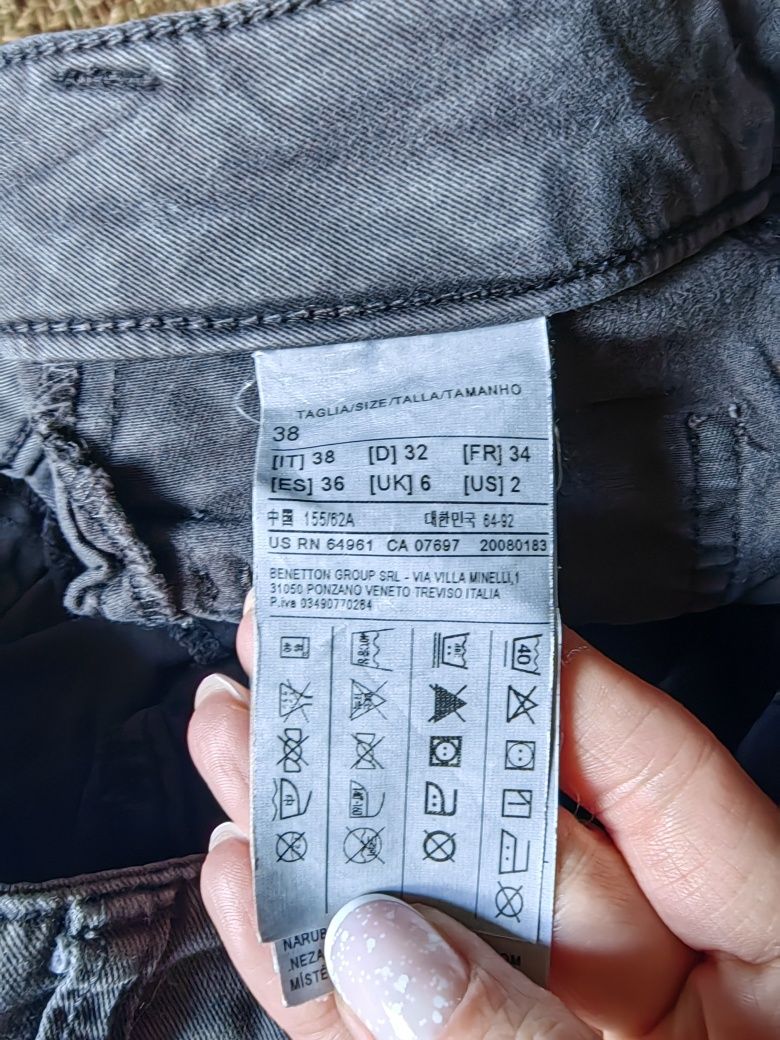 TAGLIA/SIZE/TALLA/TAMANHO
38
[IT] 38 [D] 32 [FR] 34
[ES] 36 [UK] 6 [US] 2
中国 155/62A 대한민국 64-92
US RN 64961 CA 07697 20080183
BENETTON GROUP SRL - VIA VILLA MINELLI,1
31050 PONZANO VENETO TREVISO ITALIA
P.iva 03490770284
40
NARUB
.NEZA
MÍSTĚ